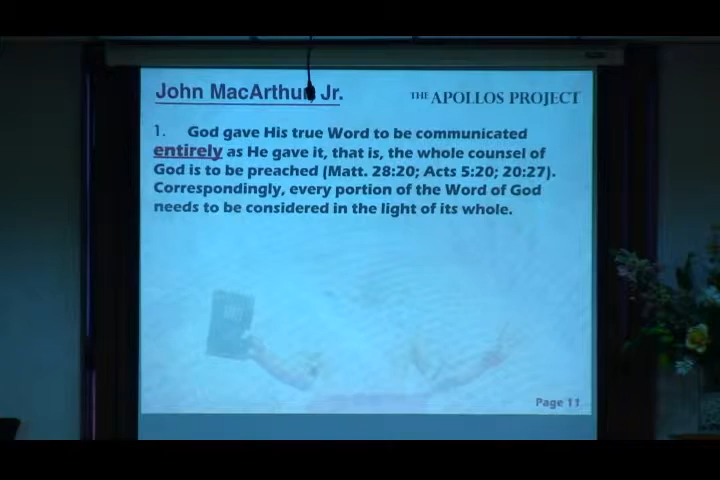 John MacArthur Jr.
THE APOLLOS PROJECT
1. God gave His true Word to be communicated
entirely as He gave it, that is, the whole counsel of
God is to be preached (Matt. 28:20; Acts 5:20; 20:27).
Correspondingly, every portion of the Word of God
needs to be considered in the light of its whole.
Page 11